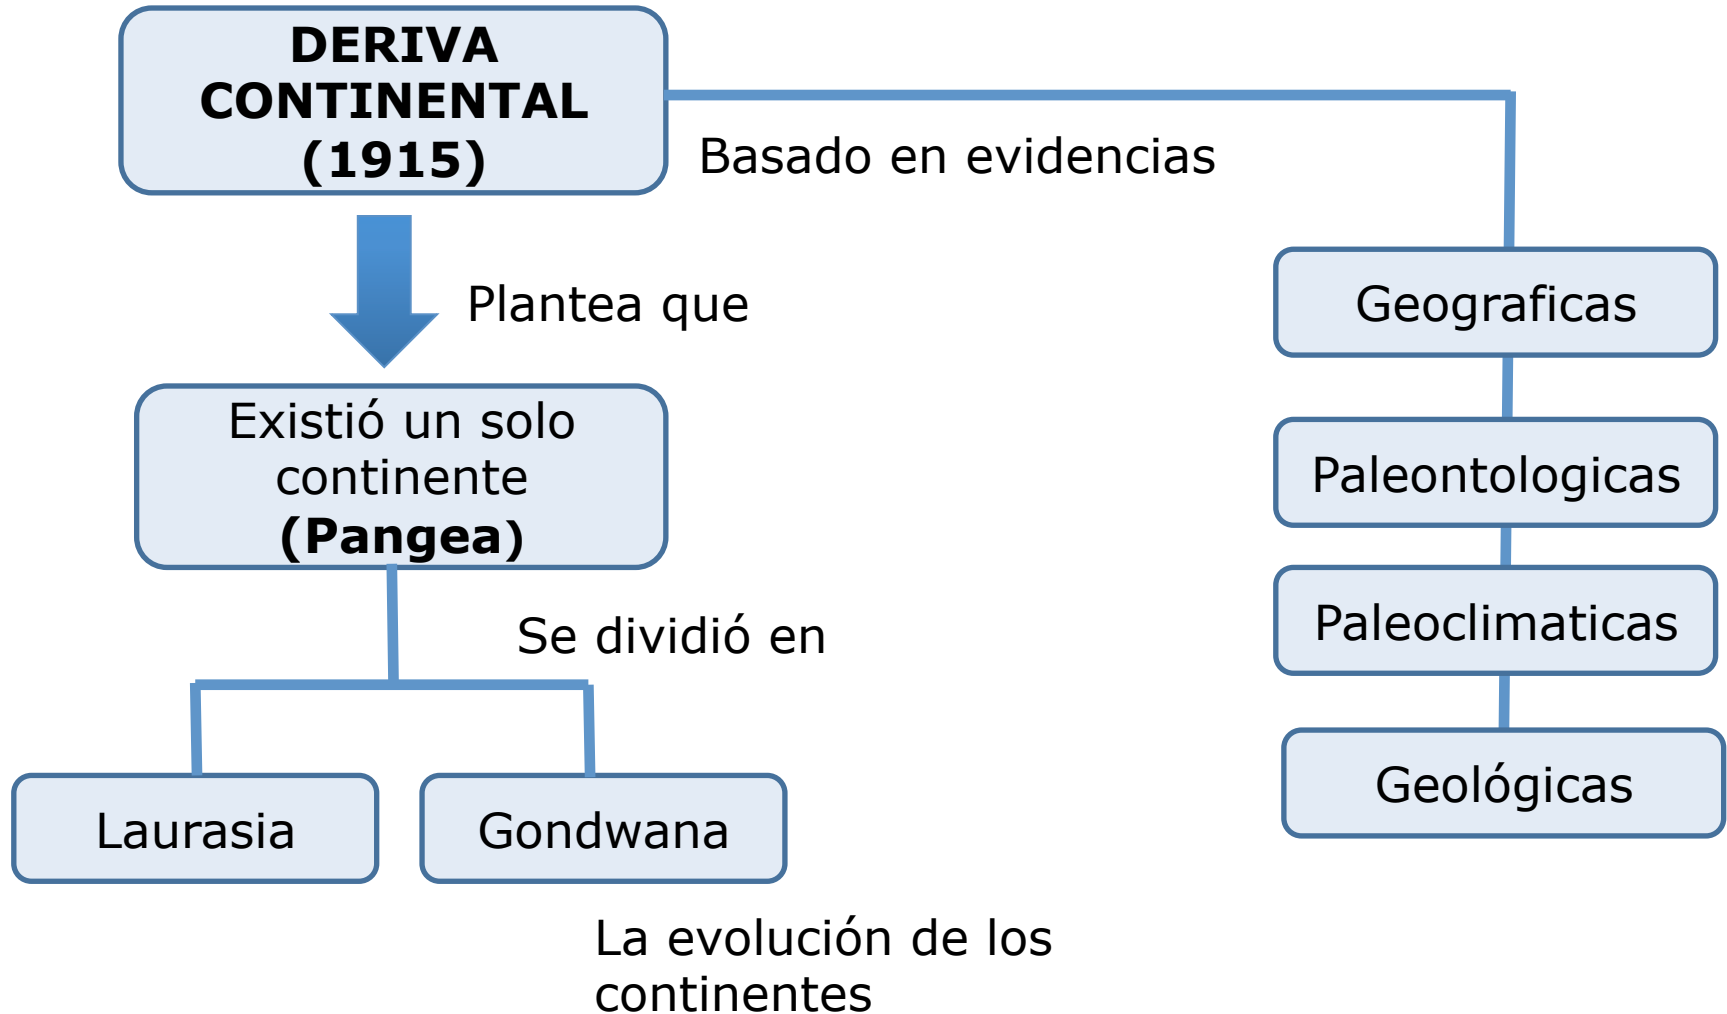 DERIVA
CONTINENTAL
(1915)
Basado en evidencias
Plantea que
Geograficas
Existió un solo
continente
(Pangea)
Paleontologicas
Se dividió en
Paleoclimaticas
Laurasia
Gondwana
Geológicas
La evolución de los
continentes